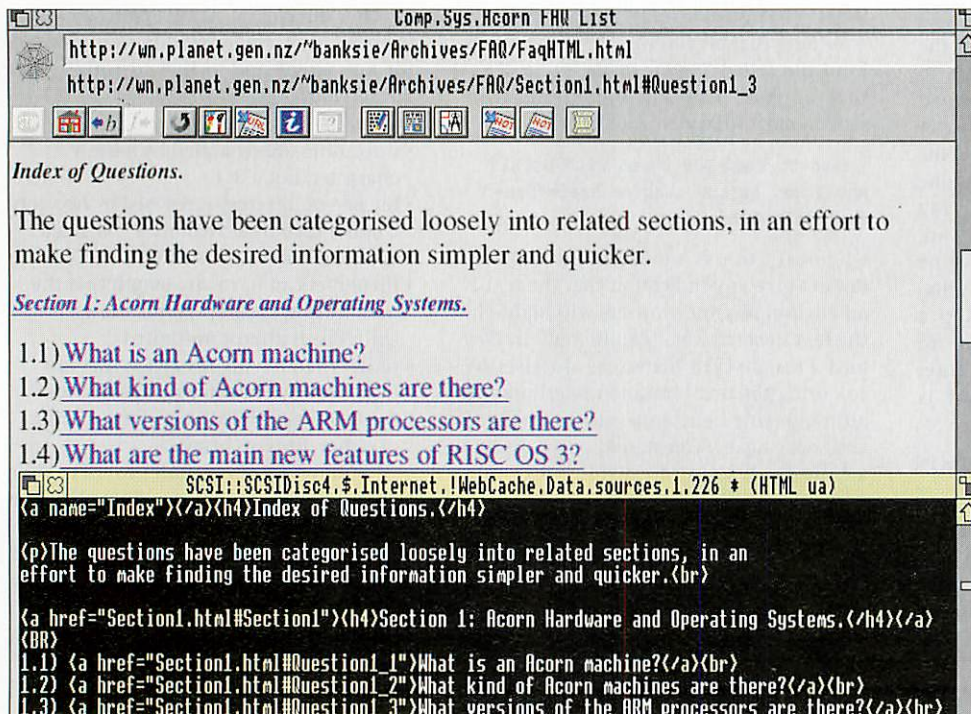 Comp.Sys.Acorn FAQ List
http://wn.planet.gen.nz/~banksie/Archives/FAQ/FaqHTML.html
http://wn.planet.gen.nz/~banksie/Archives/FAQ/Section1.html#Question1_3
Index of Questions.
The questions have been categorised loosely into related sections, in an effort to
make finding the desired information simpler and quicker.
Section 1: Acorn Hardware and Operating Systems.
1.1) What is an Acorn machine?
1.2) What kind of Acorn machines are there?
1.3) What versions of the ARM processors are there?
1.4) What are the main new features of RISC OS 3?
SCSI::SCSIDisc4.$.Internet.!WebCache.Data.sources.1.226 * (HTML ua)
<a name="Index"></a><h4>Index of Questions.</h4>
<p>The questions have been categorised loosely into related sections, in an
effort to make finding the desired information simpler and quicker.<br>
<a href="Section1.html#Section1"><h4>Section 1: Acorn Hardware and Operating Systems.</h4></a>
<BR>
1.1) <a href="Section1.html#Question1_1">What is an Acorn machine?</a><br>
1.2) <a href="Section1.html#Question1_2">What kind of Acorn machines are there?</a><br>
1.3) <a href="Section1.html#Question1_3">What versions of the ARM processors are there?</a><br>